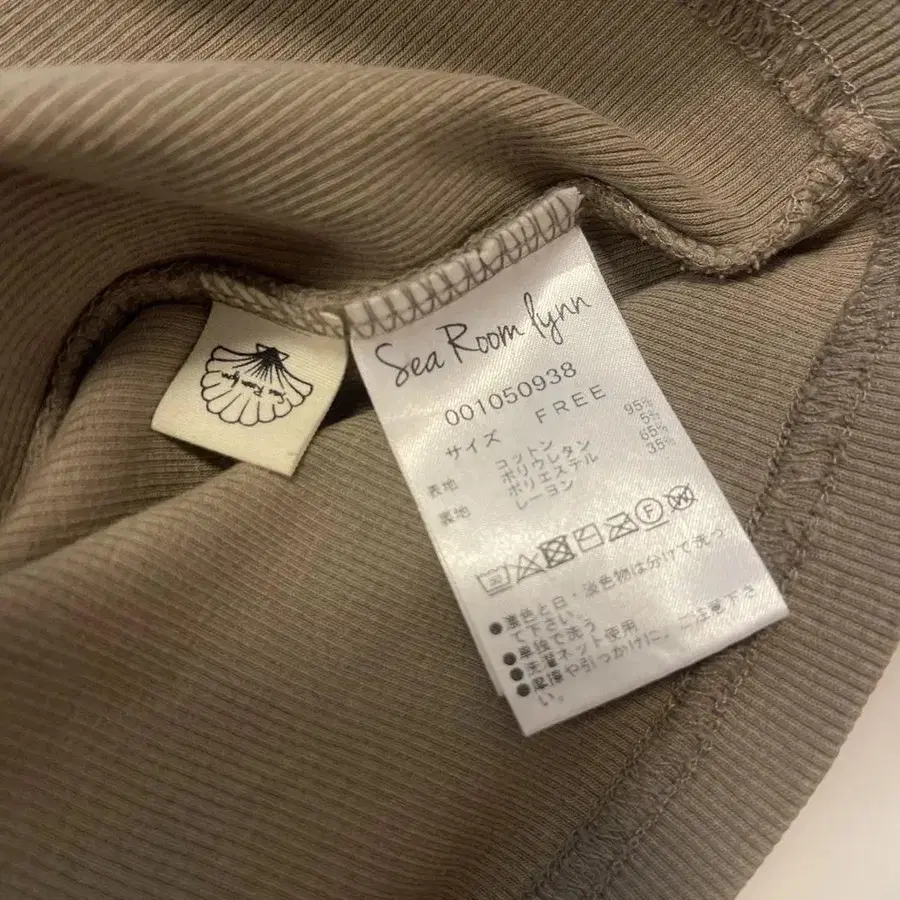 Sea Room lynn
001050938
サイズ FREE
表地 コットン 95%
ポリウレタン 5%
裏地 ポリエステル 65%
レーヨン 35%
F
●濃色と白・淡色物は分けて洗っ
て下さい。
●単独で洗う
●洗濯ネット使用
●摩擦や引っかけに、ご注意下さ
い。
Sea Room lynn